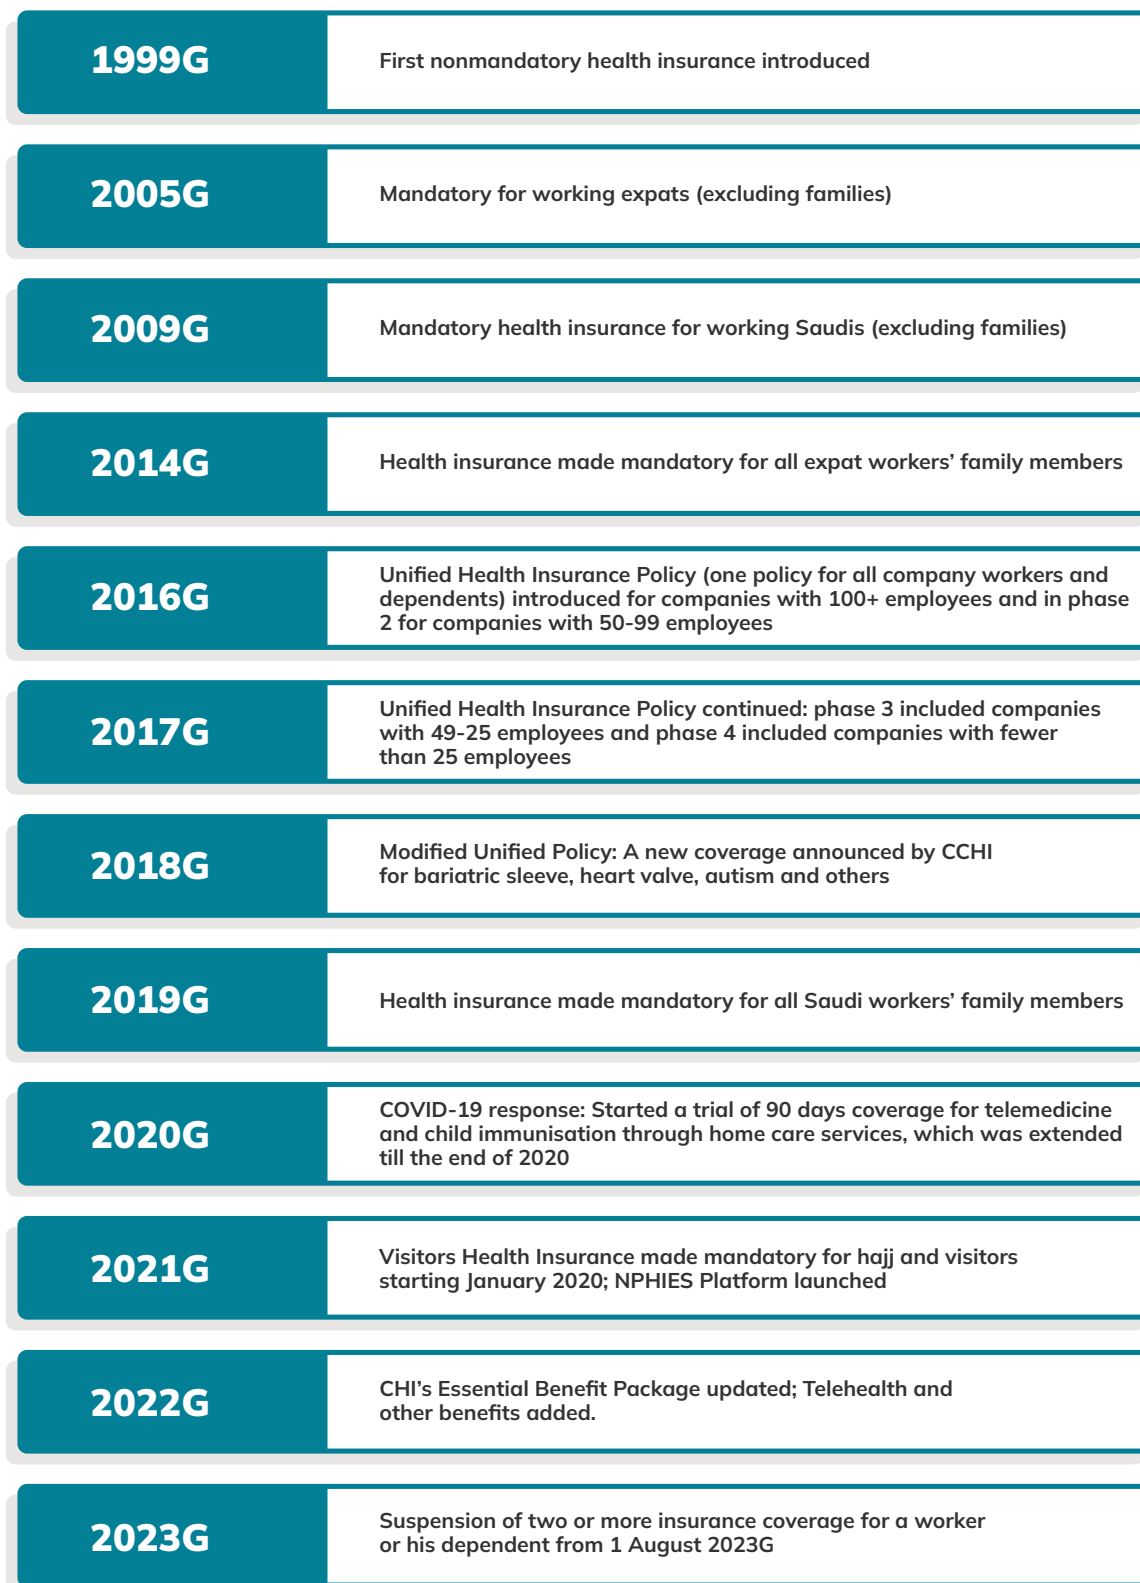 1999G
First nonmandatory health insurance introduced
2005G
Mandatory for working expats (excluding families)
2009G
Mandatory health insurance for working Saudis (excluding families)
2014G
Health insurance made mandatory for all expat workers’ family members
2016G
Unified Health Insurance Policy (one policy for all company workers and
dependents) introduced for companies with 100+ employees and in phase
2 for companies with 50-99 employees
2017G
Unified Health Insurance Policy continued: phase 3 included companies
with 49-25 employees and phase 4 included companies with fewer
than 25 employees
2018G
Modified Unified Policy: A new coverage announced by CCHI
for bariatric sleeve, heart valve, autism and others
2019G
Health insurance made mandatory for all Saudi workers’ family members
2020G
COVID-19 response: Started a trial of 90 days coverage for telemedicine
and child immunisation through home care services, which was extended
till the end of 2020
2021G
Visitors Health Insurance made mandatory for hajj and visitors
starting January 2020; NPHIES Platform launched
2022G
CHI’s Essential Benefit Package updated; Telehealth and
other benefits added.
2023G
Suspension of two or more insurance coverage for a worker
or his dependent from 1 August 2023G